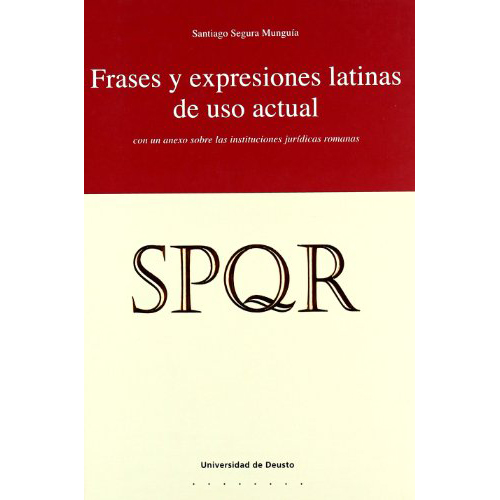 Santiago Segura Munguía
Frases y expresiones latinas
de uso actual
con un anexo sobre las instituciones jurídicas romanas
SPQR
Universidad de Deusto